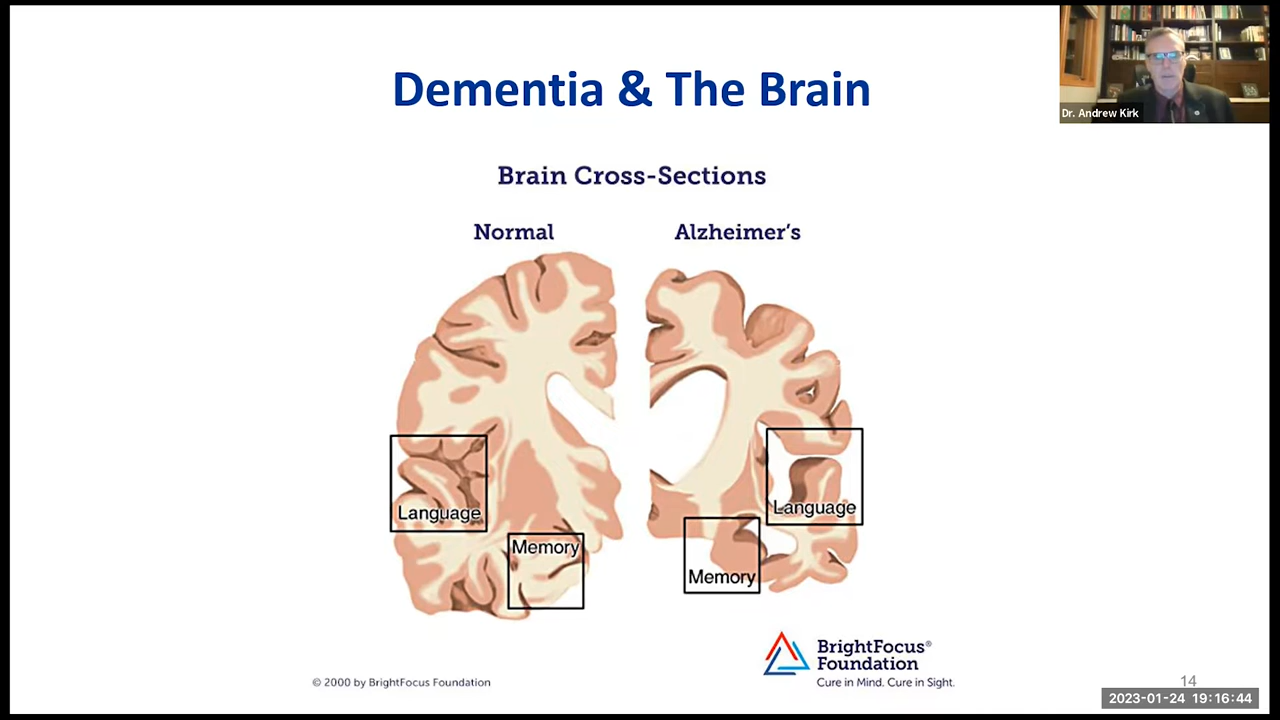 Dementia & The Brain
Dr. Andrew Kirk
Brain Cross-Sections
Normal
Alzheimer's
Language
Language
Memory
Memory
BrightFocus®
Foundation
Cure in Mind. Cure in Sight.
© 2000 by BrightFocus Foundation
14
2023-01-24 19:16:44